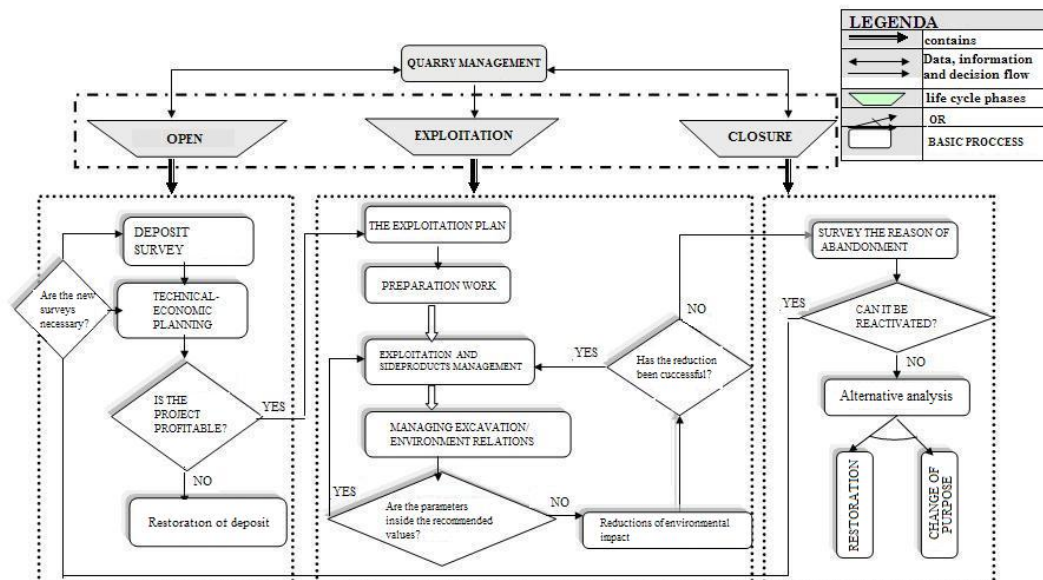 LEGENDA
contains
Data, information
and decision flow
life cycle phases
OR
BASIC PROCCESS
QUARRY MANAGEMENT
OPEN
EXPLOITATION
CLOSURE
DEPOSIT
SURVEY
Are the new
surveys
necessary?
TECHNICAL-
ECONOMIC
PLANNING
IS THE
PROJECT
PROFITABLE?
YES
NO
Restoration of deposit
THE EXPLOITATION PLAN
PREPARATION WORK
EXPLOITATION AND
SIDEPRODUCTS MANAGEMENT
MANAGING EXCAVATION/
ENVIRONMENT RELATIONS
YES
Are the parameters
inside the recommended
values?
NO
Reductions of environmental
impact
YES
Has the reduction
been cuccessful?
NO
SURVEY THE REASON OF
ABANDONMENT
YES
CAN IT BE
REACTIVATED?
NO
Alternative analysis
RESTORATION
CHANGE OF
PURPOSE